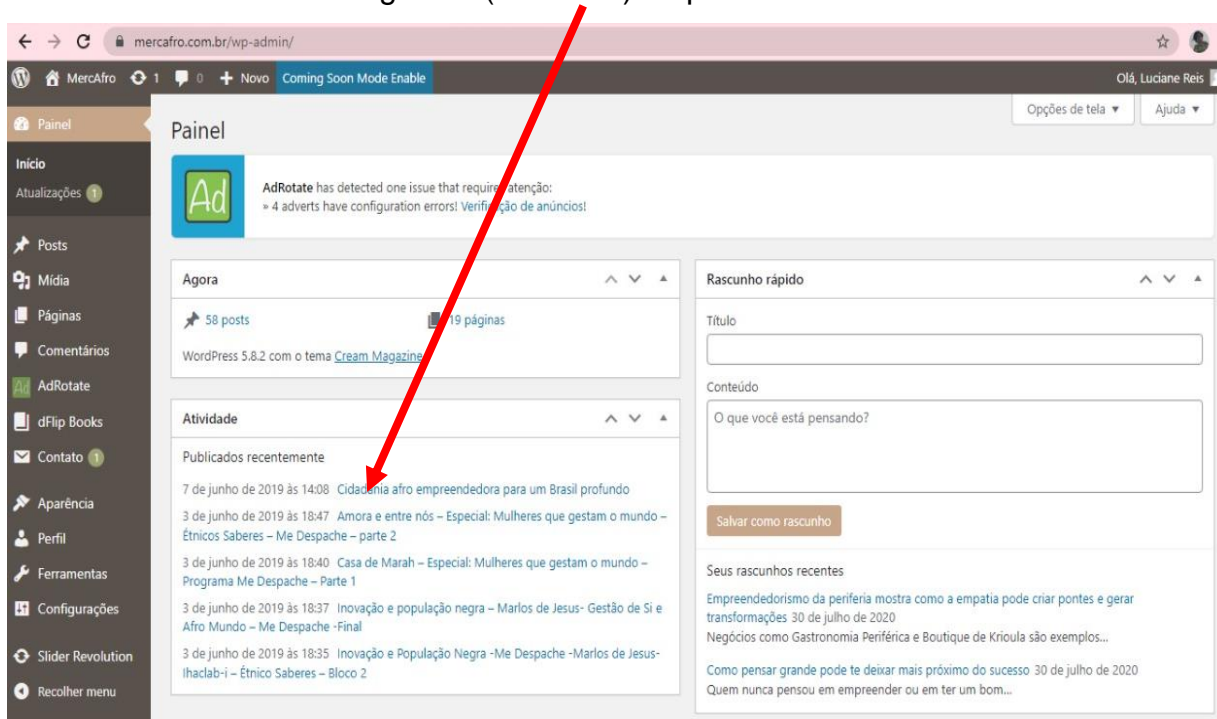 mercafro.com.br/wp-admin/
MercAfro 1 0 + Novo Coming Soon Mode Enable Olá, Luciane Reis
Opções de tela ▼ Ajuda ▼
Painel
Início
Atualizações 1
Posts
Mídia
Páginas
Comentários
AdRotate
dFlip Books
Contato 1
Aparência
Perfil
Ferramentas
Configurações
Slider Revolution
Recolher menu
Painel
Ad
AdRotate has detected one issue that requires atenção:
» 4 adverts have configuration errors! Verificação de anúncios!
Agora
58 posts 19 páginas
WordPress 5.8.2 com o tema Cream Magazine
Atividade
Publicados recentemente
7 de junho de 2019 às 14:08 Cidadania afro empreendedora para um Brasil profundo
3 de junho de 2019 às 18:47 Amora e entre nós – Especial: Mulheres que gestam o mundo –
Étnicos Saberes – Me Despache – parte 2
3 de junho de 2019 às 18:40 Casa de Marah – Especial: Mulheres que gestam o mundo –
Programa Me Despache – Parte 1
3 de junho de 2019 às 18:37 Inovação e população negra – Marlos de Jesus- Gestão de Si e
Afro Mundo – Me Despache -Final
3 de junho de 2019 às 18:35 Inovação e População Negra -Me Despache -Marlos de Jesus-
Ihaclab-i – Étnico Saberes – Bloco 2
Rascunho rápido
Título
Conteúdo
O que você está pensando?
Salvar como rascunho
Seus rascunhos recentes
Empreendedorismo da periferia mostra como a empatia pode criar pontes e gerar
transformações 30 de julho de 2020
Negócios como Gastronomia Periférica e Boutique de Krioula são exemplos...
Como pensar grande pode te deixar mais próximo do sucesso 30 de julho de 2020
Quem nunca pensou em empreender ou em ter um bom...